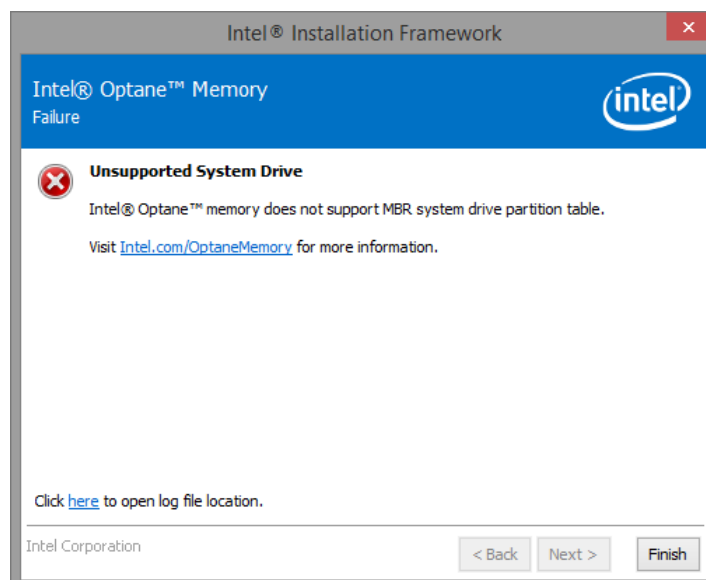 Intel® Installation Framework
Intel® Optane™ Memory
Failure
intel
Unsupported System Drive
Intel® Optane™ memory does not support MBR system drive partition table.
Visit Intel.com/OptaneMemory for more information.
Click here to open log file location.
Intel Corporation
< Back Next > Finish